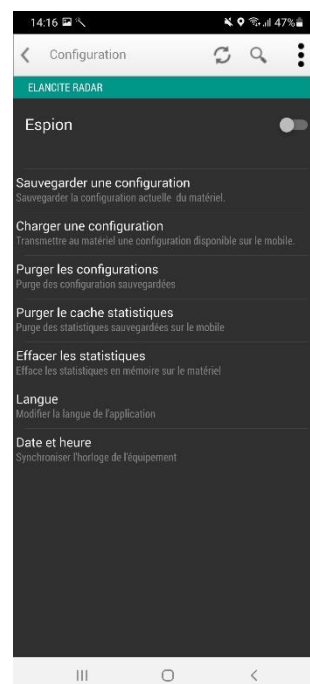 14:16 47%
Configuration
ELANCITE RADAR
Espion
Sauvegarder une configuration
Sauvegarder la configuration actuelle du matériel.
Charger une configuration
Transmettre au matériel une configuration disponible sur le mobile.
Purger les configurations
Purge des configuration sauvegardées
Purger le cache statistiques
Purge des statistiques sauvegardées sur le mobile
Effacer les statistiques
Efface les statistiques en mémoire sur le matériel
Langue
Modifier la langue de l'application
Date et heure
Synchroniser l'horloge de l'équipement